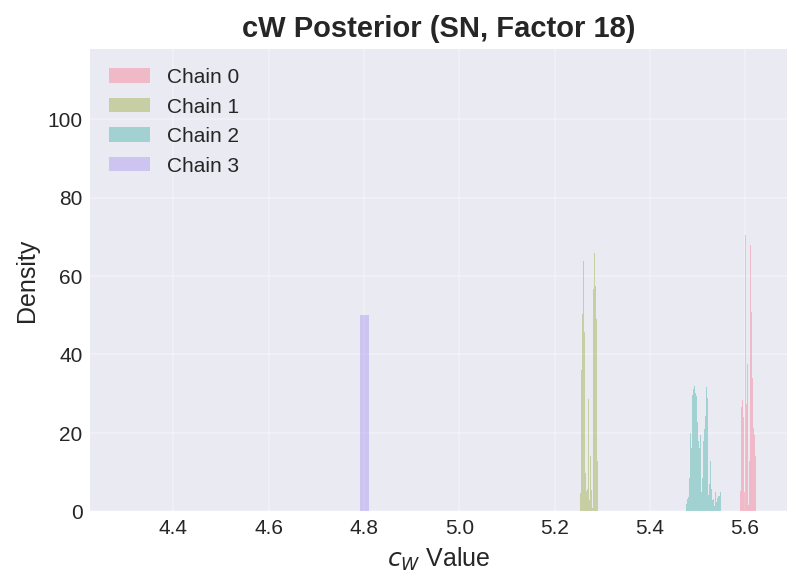 cW Posterior (SN, Factor 18)
Chain 0
Chain 1
Chain 2
Chain 3
Density
100
80
60
40
20
0
4.4 4.6 4.8 5.0 5.2 5.4 5.6
c_W Value